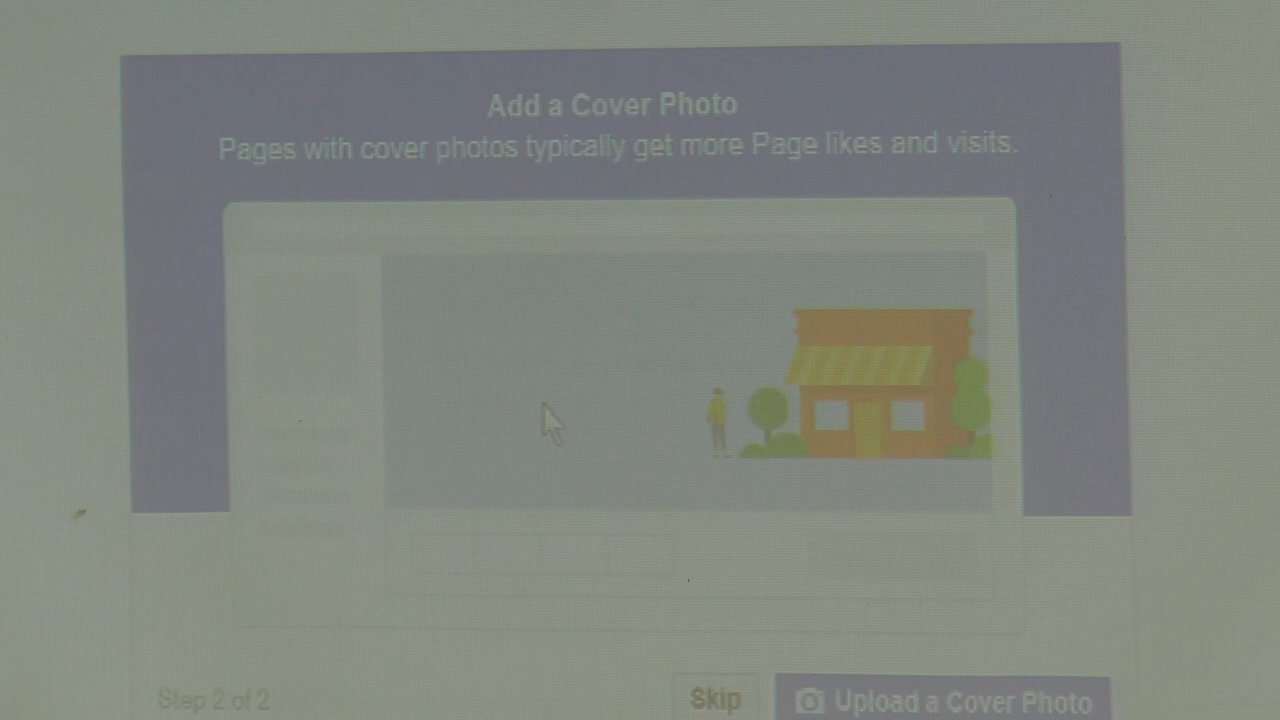 Add a Cover Photo
Pages with cover photos typically get more Page likes and visits.
Step 2 of 2
Skip
Upload a Cover Photo